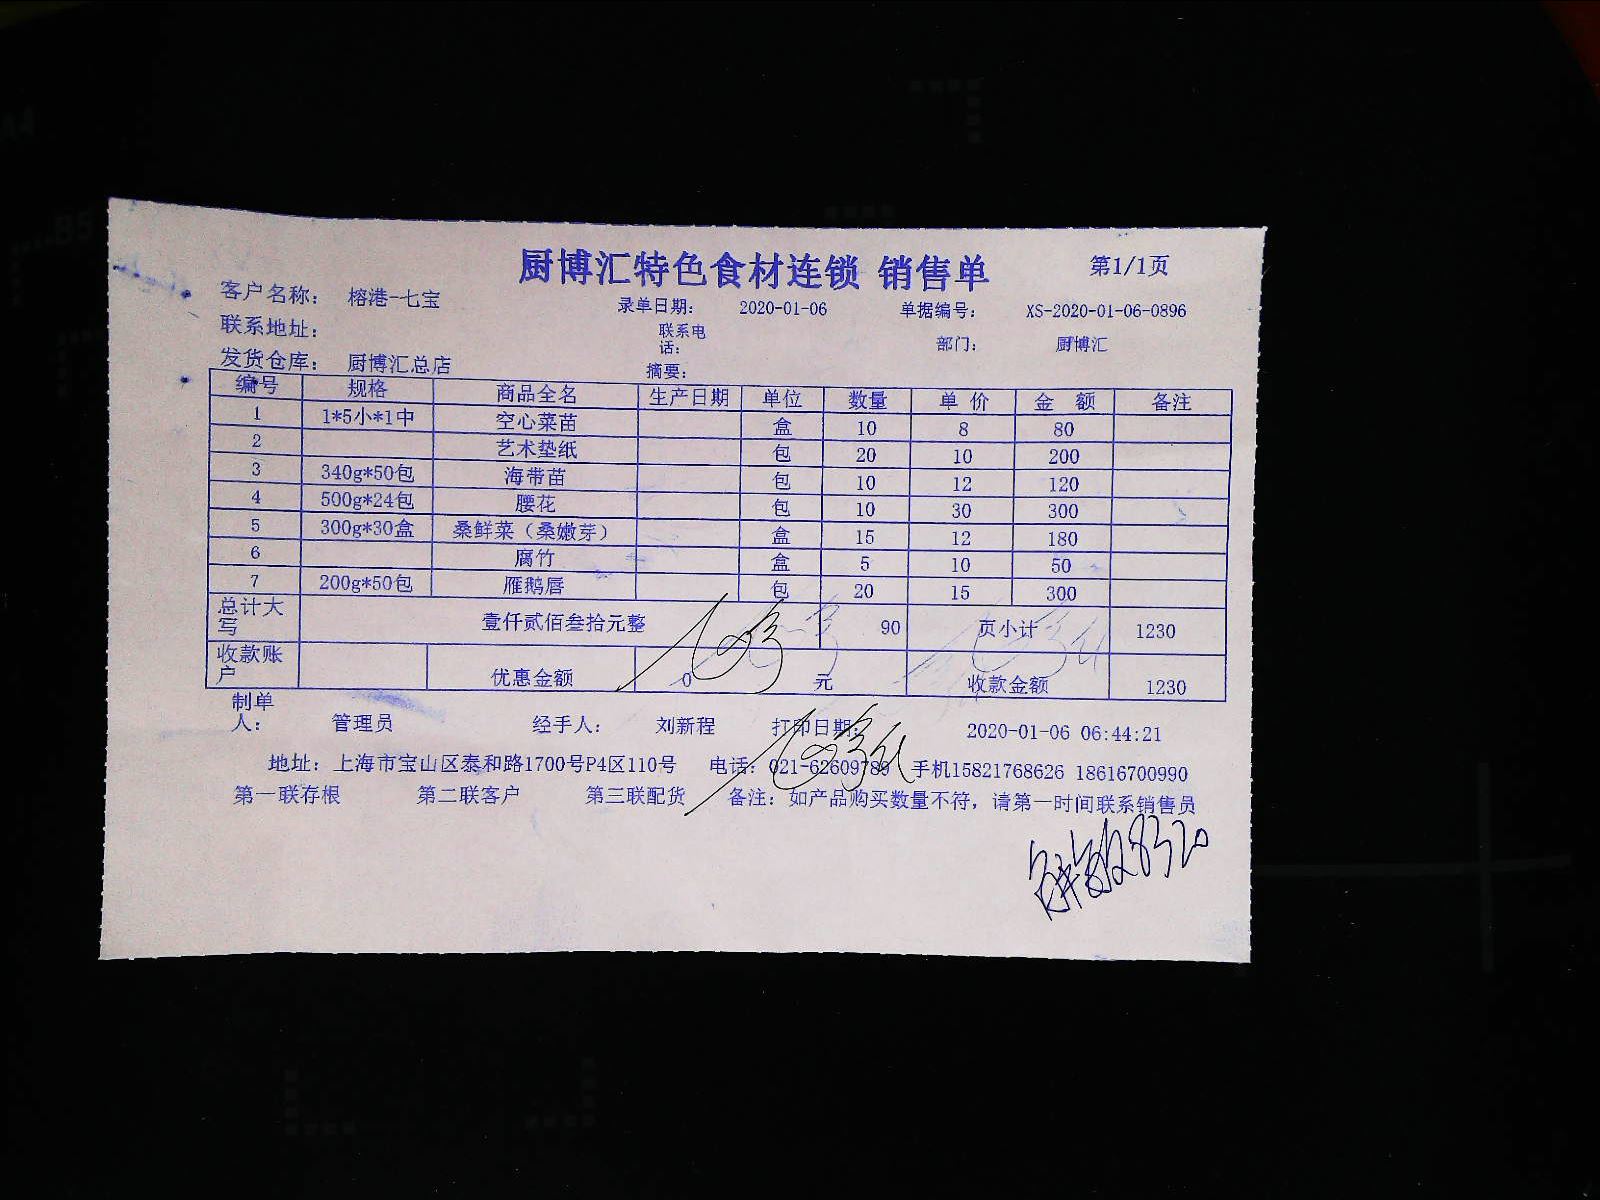 厨博汇特色食材连锁 销售单 第1/1页
客户名称: 榕港-七宝 录单日期: 2020-01-06 单据编号: XS-2020-01-06-0896
联系地址: 联系电话: 部门: 厨博汇
发货仓库: 厨博汇总店 摘要:
编号 规格 商品全名 生产日期 单位 数量 单 价 金 额 备注
1 1*5小*1中 空心菜苗 盒 10 8 80
2 艺术垫纸 包 20 10 200
3 340g*50包 海带苗 包 10 12 120
4 500g*24包 腰花 包 10 30 300
5 300g*30盒 桑鲜菜（桑嫩芽） 盒 15 12 180
6 腐竹 盒 5 10 50
7 200g*50包 雁鹅唇 包 20 15 300
总计大写 壹仟贰佰叁拾元整 90 页小计 1230
收款账户 优惠金额 0 元 收款金额 1230
制单人: 管理员 经手人: 刘新程 打印日期: 2020-01-06 06:44:21
地址: 上海市宝山区泰和路1700号P4区110号 电话: 021-62609789 手机15821768626 18616700990
第一联存根 第二联客户 第三联配货 备注: 如产品购买数量不符, 请第一时间联系销售员